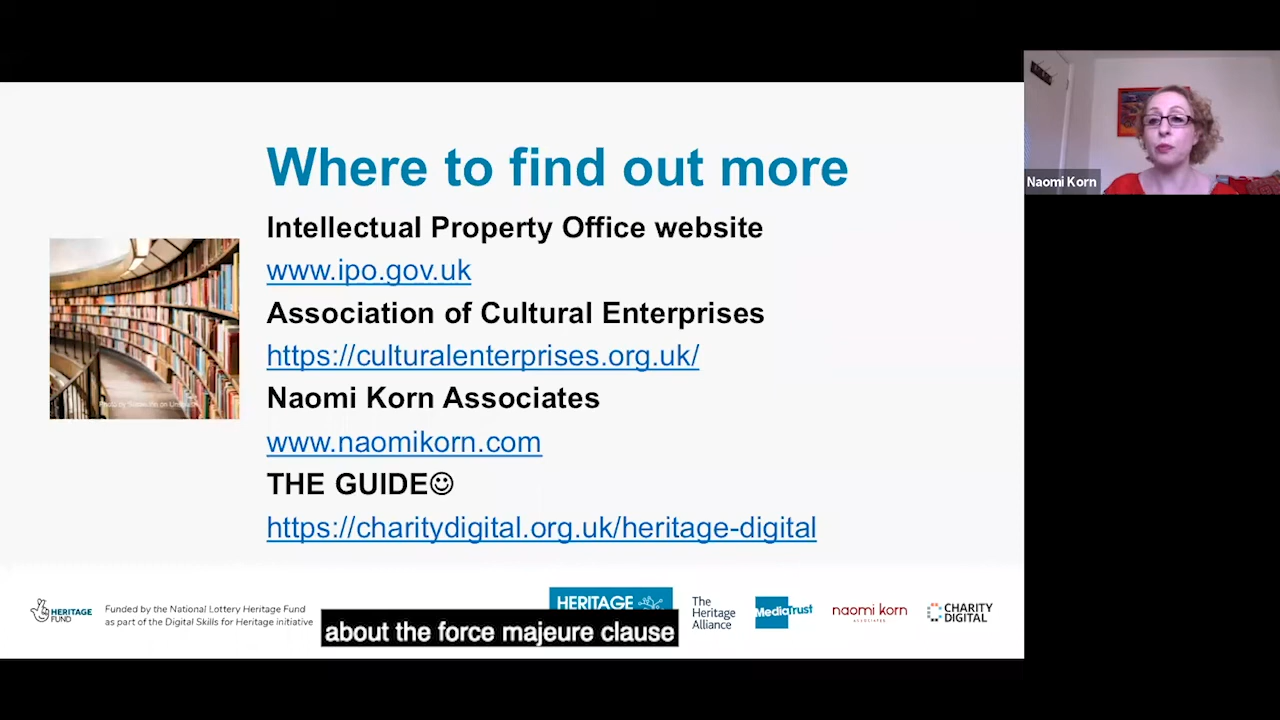 Where to find out more
Intellectual Property Office website
www.ipo.gov.uk
Association of Cultural Enterprises
https://culturalenterprises.org.uk/
Naomi Korn Associates
www.naomikorn.com
THE GUIDE☺
https://charitydigital.org.uk/heritage-digital
Naomi Korn
HERITAGE
FUND
Funded by the National Lottery Heritage Fund
as part of the Digital Skills for Heritage initiative
HERITAGE
The
Heritage
Alliance
MediaTrust
naomi korn
ASSOCIATES
CHARITY
DIGITAL
about the force majeure clause